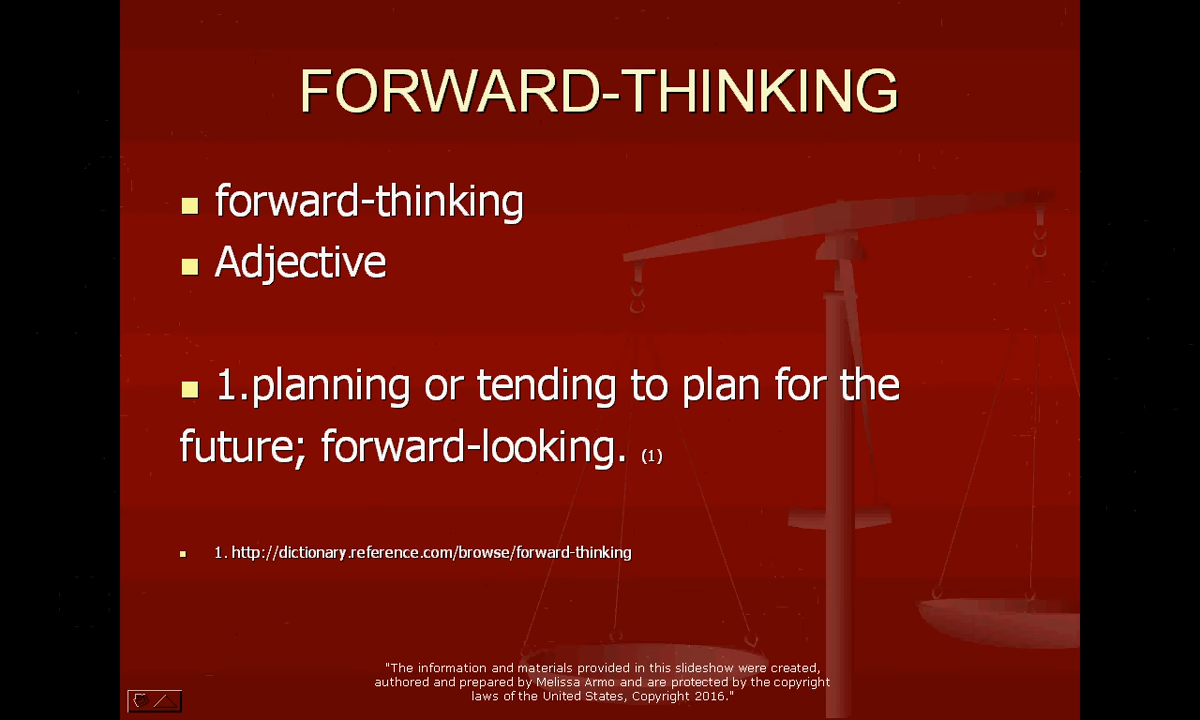 FORWARD-THINKING
forward-thinking
Adjective
1.planning or tending to plan for the
future; forward-looking. (1)
1. http://dictionary.reference.com/browse/forward-thinking
"The information and materials provided in this slideshow were created,
authored and prepared by Melissa Armo and are protected by the copyright
laws of the United States, Copyright 2016."